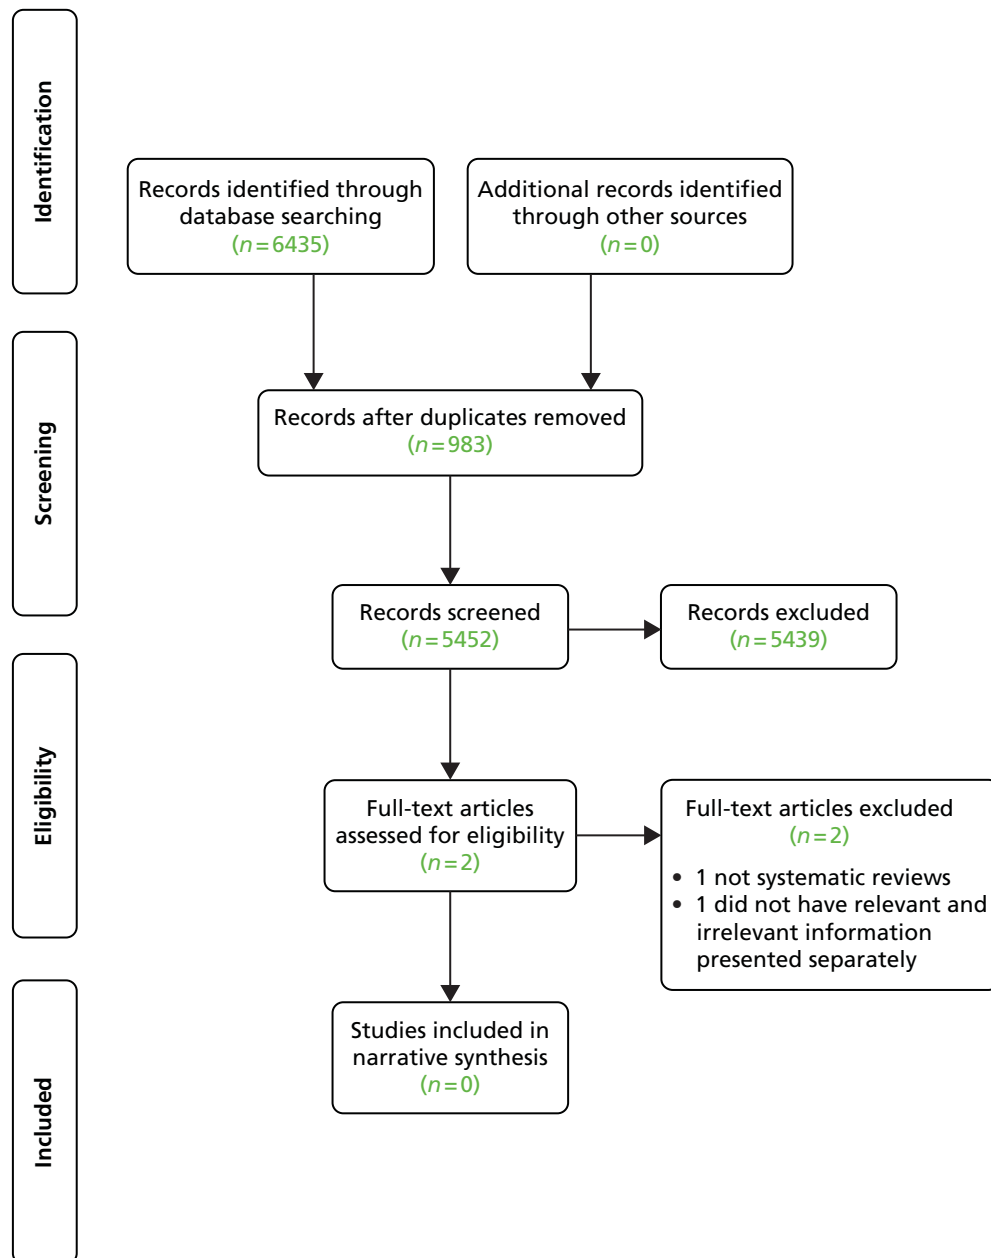 Identification
Records identified through
database searching
(n=6435)
Additional records identified
through other sources
(n=0)
Screening
Records after duplicates removed
(n=983)
Records screened
(n=5452)
Records excluded
(n=5439)
Eligibility
Full-text articles
assessed for eligibility
(n=2)
Full-text articles excluded
(n=2)
• 1 not systematic reviews
• 1 did not have relevant and
irrelevant information
presented separately
Included
Studies included in
narrative synthesis
(n=0)